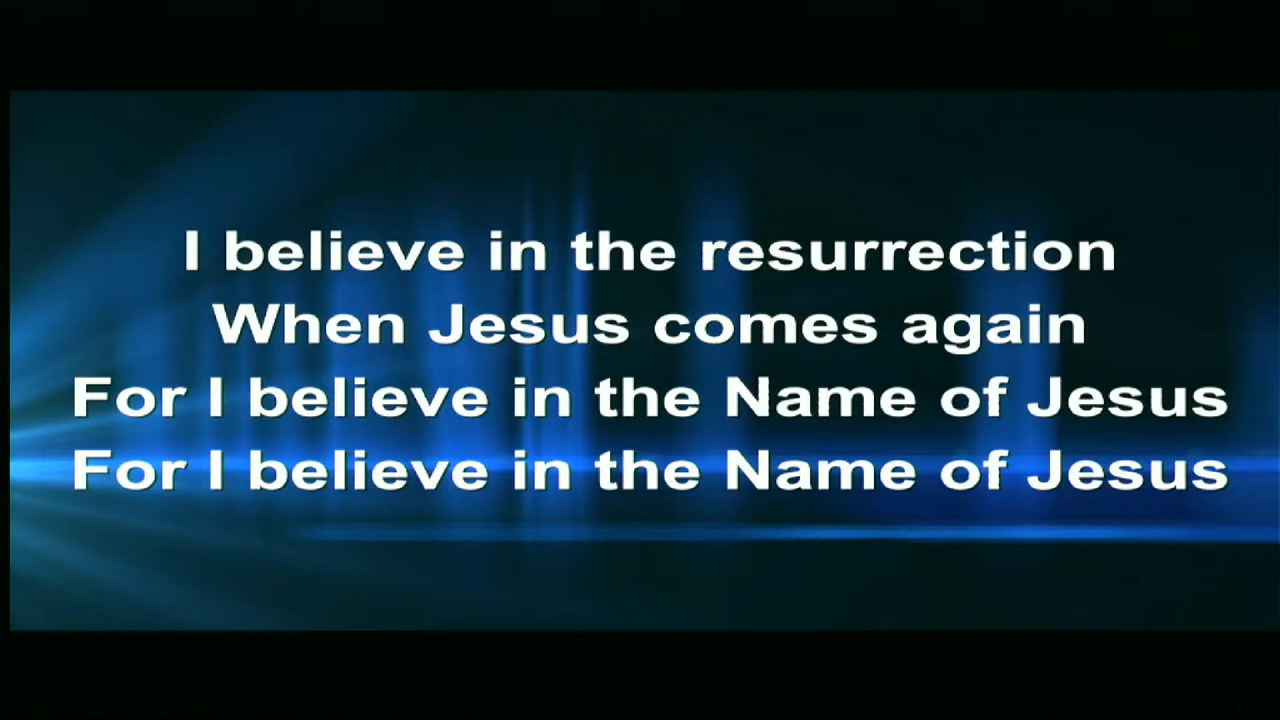 I believe in the resurrection
When Jesus comes again
For I believe in the Name of Jesus
For I believe in the Name of Jesus